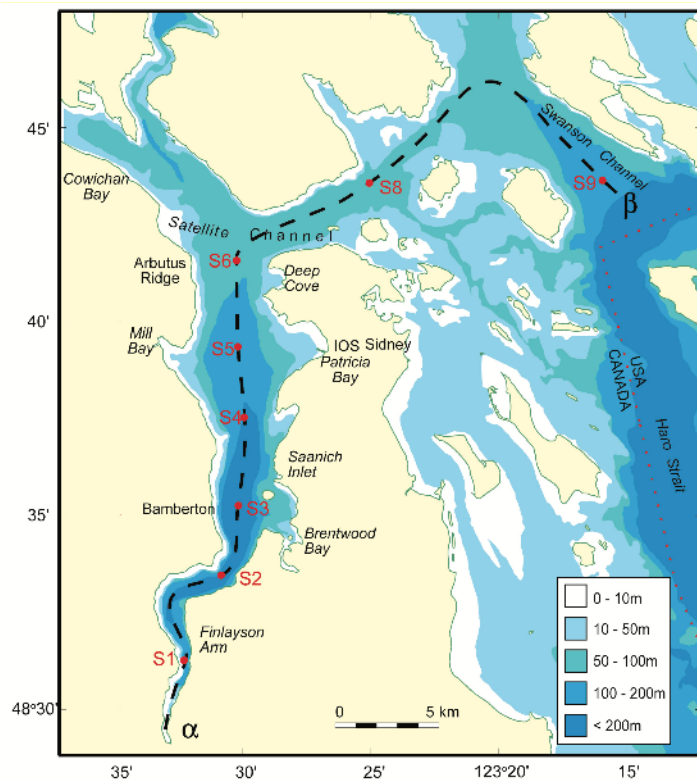 45'
Swanson Channel
Cowichan
Bay
S8
S9
β
Satellite Channel
S6
Arbutus
Ridge
Deep
Cove
40'
Mill
Bay
S5
IOS Sidney
Patricia
Bay
USA
CANADA
S4
Haro Strait
Saanich
Inlet
35'
Bamberton
S3
Brentwood
Bay
S2
0 - 10m
10 - 50m
50 - 100m
100 - 200m
< 200m
Finlayson
Arm
S1
48°30'
α
0 5 km
35' 30' 25' 123°20' 15'